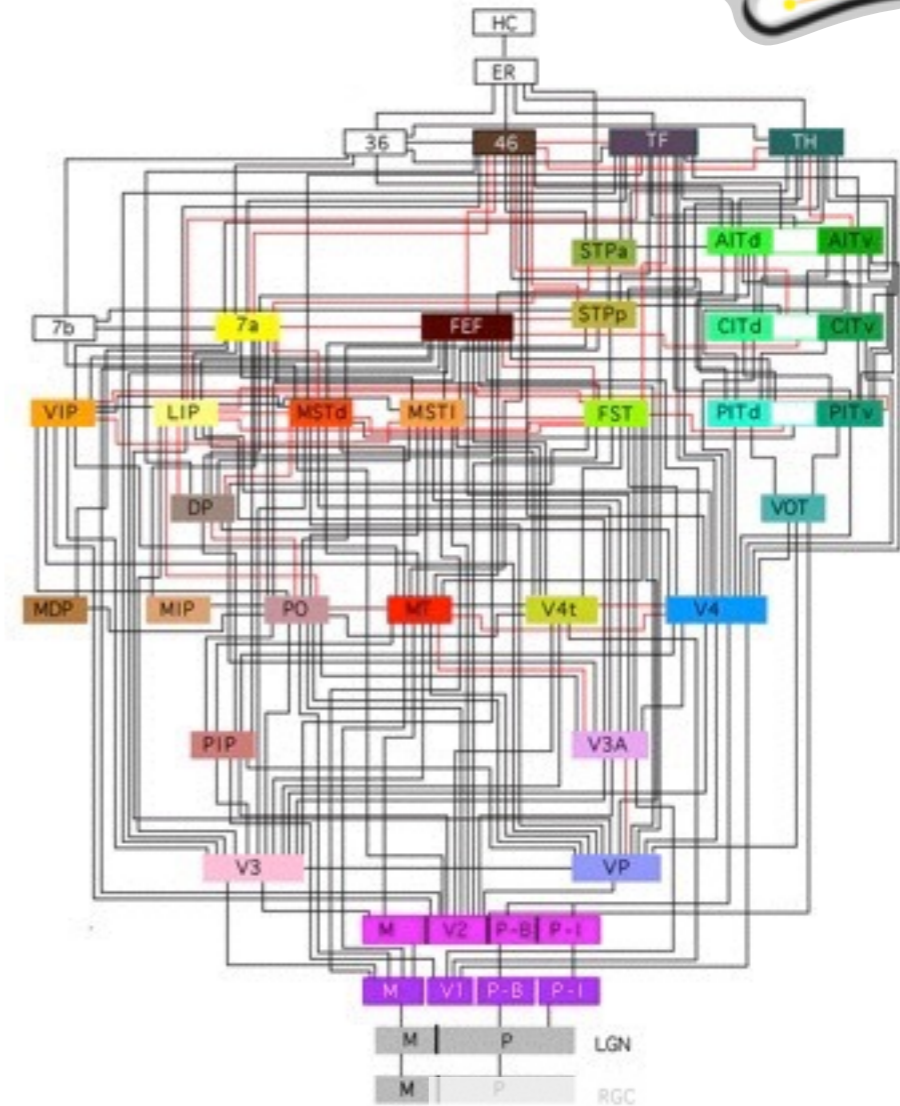 HC
ER
36 46 TF TH
STPa AITd AITv
7b 7a FEF STPp CITd CITv
VIP LIP MSTd MSTl FST PITd PITv
DP VOT
MDP MIP PO MT V4t V4
PIP V3A
V3 VP
M V2 P-B P-I
M V1 P-B P-I
M P LGN
M P RGC